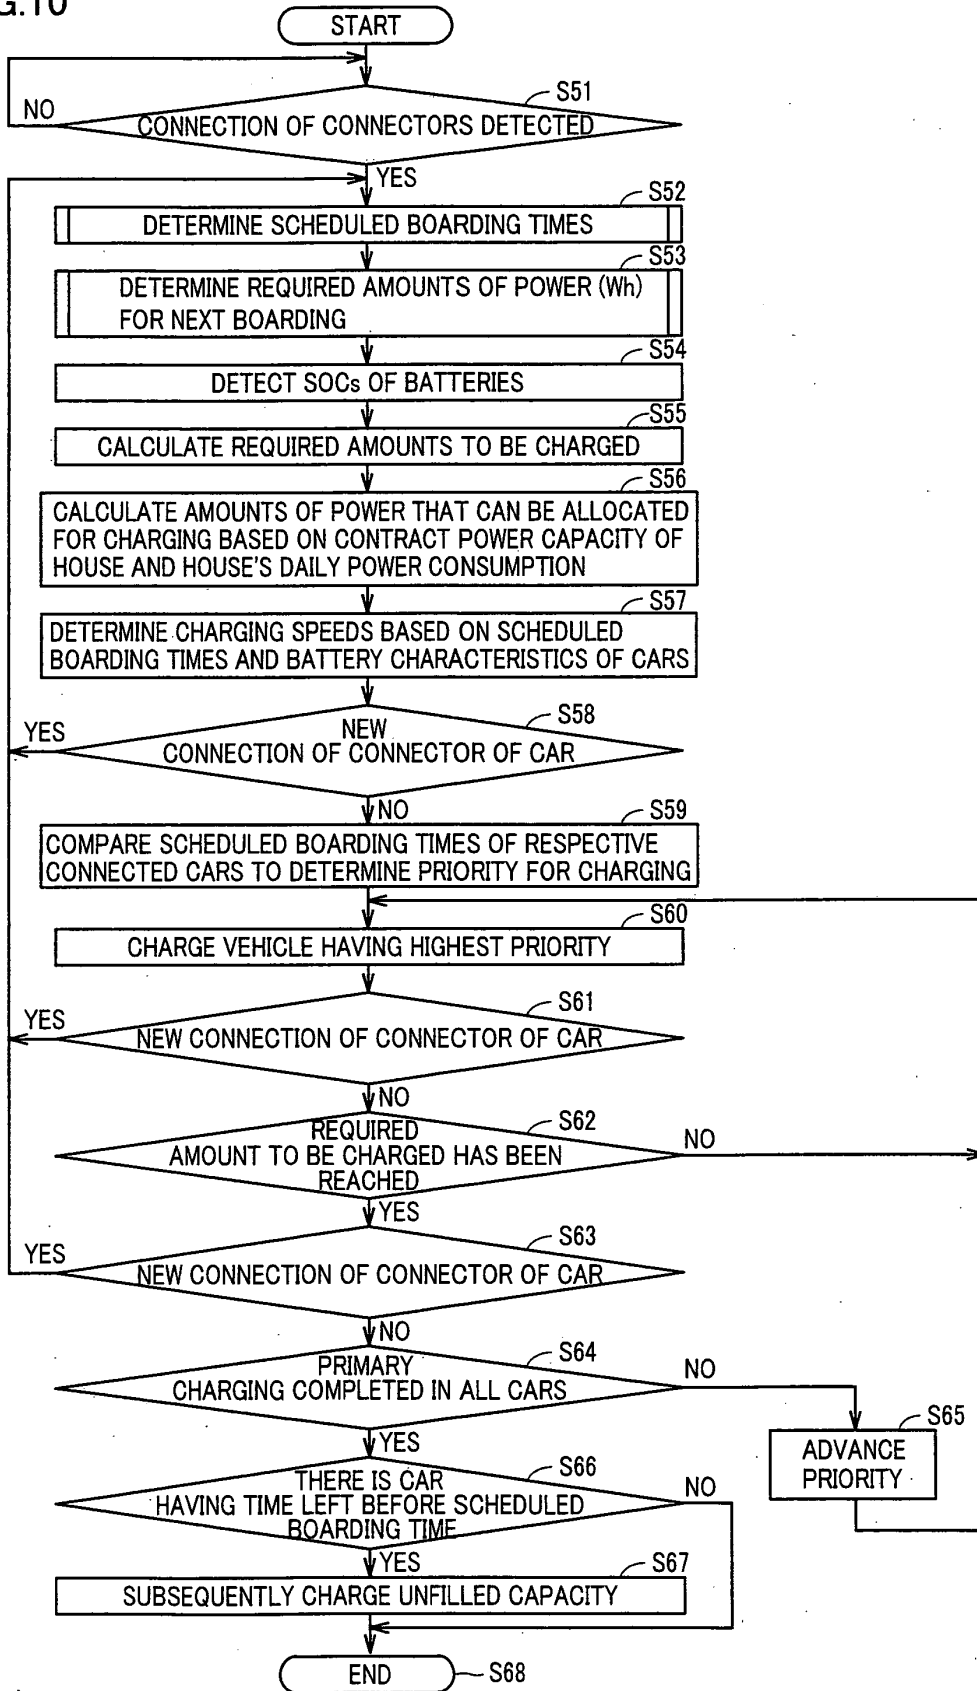 G.10
START
S51
NO
CONNECTION OF CONNECTORS DETECTED
YES
S52
DETERMINE SCHEDULED BOARDING TIMES
S53
DETERMINE REQUIRED AMOUNTS OF POWER (Wh)
FOR NEXT BOARDING
S54
DETECT SOCs OF BATTERIES
S55
CALCULATE REQUIRED AMOUNTS TO BE CHARGED
S56
CALCULATE AMOUNTS OF POWER THAT CAN BE ALLOCATED
FOR CHARGING BASED ON CONTRACT POWER CAPACITY OF
HOUSE AND HOUSE'S DAILY POWER CONSUMPTION
S57
DETERMINE CHARGING SPEEDS BASED ON SCHEDULED
BOARDING TIMES AND BATTERY CHARACTERISTICS OF CARS
S58
YES
NEW
CONNECTION OF CONNECTOR OF CAR
NO
S59
COMPARE SCHEDULED BOARDING TIMES OF RESPECTIVE
CONNECTED CARS TO DETERMINE PRIORITY FOR CHARGING
S60
CHARGE VEHICLE HAVING HIGHEST PRIORITY
S61
YES
NEW CONNECTION OF CONNECTOR OF CAR
NO
S62
REQUIRED
NO
AMOUNT TO BE CHARGED HAS BEEN
REACHED
YES
S63
YES
NEW CONNECTION OF CONNECTOR OF CAR
NO
S64
PRIMARY
NO
CHARGING COMPLETED IN ALL CARS
S65
YES
ADVANCE
PRIORITY
S66
THERE IS CAR
NO
HAVING TIME LEFT BEFORE SCHEDULED
BOARDING TIME
YES
S67
SUBSEQUENTLY CHARGE UNFILLED CAPACITY
END
S68